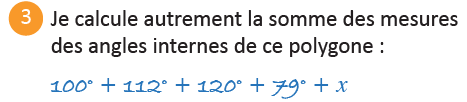 3 Je calcule autrement la somme des mesures
des angles internes de ce polygone :
100° + 112° + 120° + 79° + x